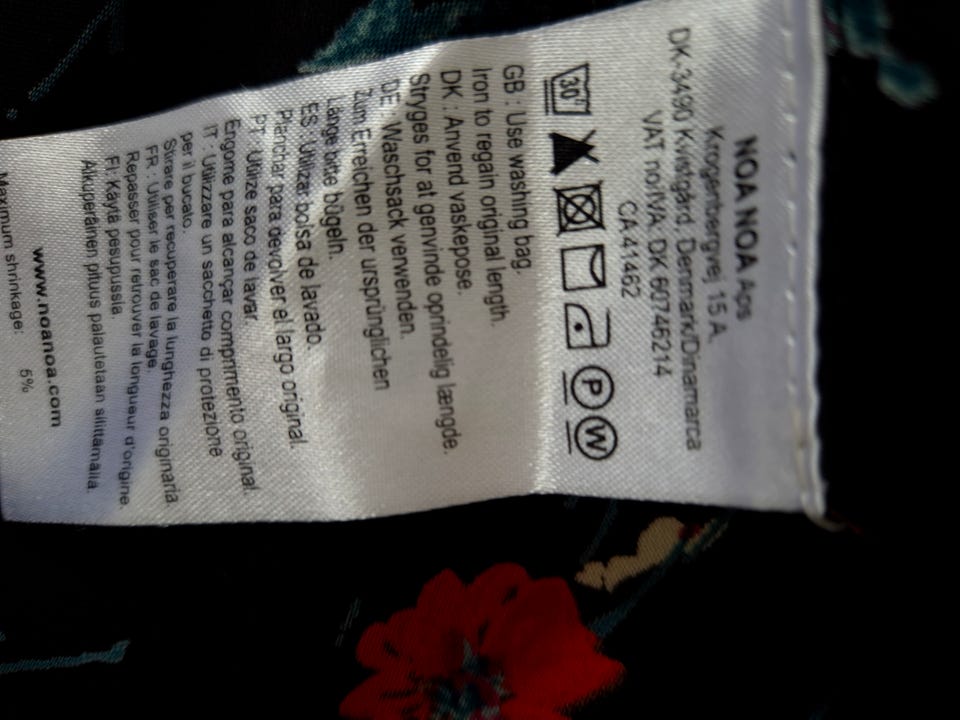 NOA NOA Aps
Krogerbergvej 15 A,
DK-3490 Kvistgård, Denmark/Dinamarca
VAT no/IVA: DK 60746214
CA 41462
30° P W
GB : Use washing bag.
Iron to regain original length.
DK : Anvend vaskepose.
Stryges for at genvinde oprindelig længde.
DE : Waschsack verwenden.
Zum Erreichen der ursprünglichen
Länge bitte bügeln.
ES: Utilizar bolsa de lavado.
Planchar para devolver el largo original.
PT : Utilize saco de lavar.
Engome para alcançar comprimento original.
IT : Utilizzare un sacchetto di protezione
per il bucato.
Stirare per recuperare la lunghezza originaria.
FR : Utiliser le sac de lavage.
Repasser pour retrouver la longueur d'origine.
FI: Käytä pesupussia.
Alkuperäinen pituus palautetaan silittämällä.
www.noanoa.com
Maximum shrinkage: 5%